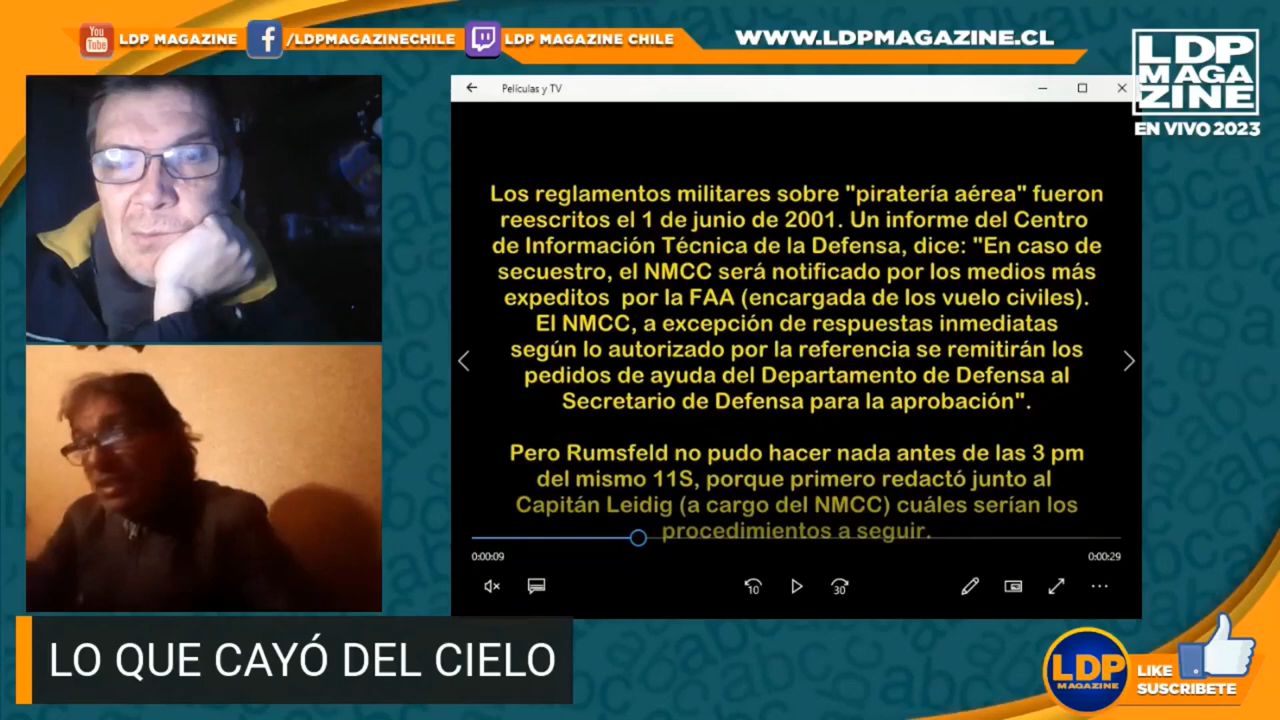 You
Tube
LDP MAGAZINE
/LDPMAGAZINECHILE
LDP MAGAZINE CHILE
WWW.LDPMAGAZINE.CL
LDP
MAGA
ZINE
EN VIVO 2023
Películas y TV
Los reglamentos militares sobre "piratería aérea" fueron
reescritos el 1 de junio de 2001. Un informe del Centro
de Información Técnica de la Defensa, dice: "En caso de
secuestro, el NMCC será notificado por los medios más
expeditos por la FAA (encargada de los vuelo civiles).
El NMCC, a excepción de respuestas inmediatas
según lo autorizado por la referencia se remitirán los
pedidos de ayuda del Departamento de Defensa al
Secretario de Defensa para la aprobación".
Pero Rumsfeld no pudo hacer nada antes de las 3 pm
del mismo 11S, porque primero redactó junto al
Capitán Leidig (a cargo del NMCC) cuáles serían los
procedimientos a seguir.
0:00:09
0:00:29
10
30
LO QUE CAYÓ DEL CIELO
LDP
MAGAZINE
LIKE
SUSCRIBETE